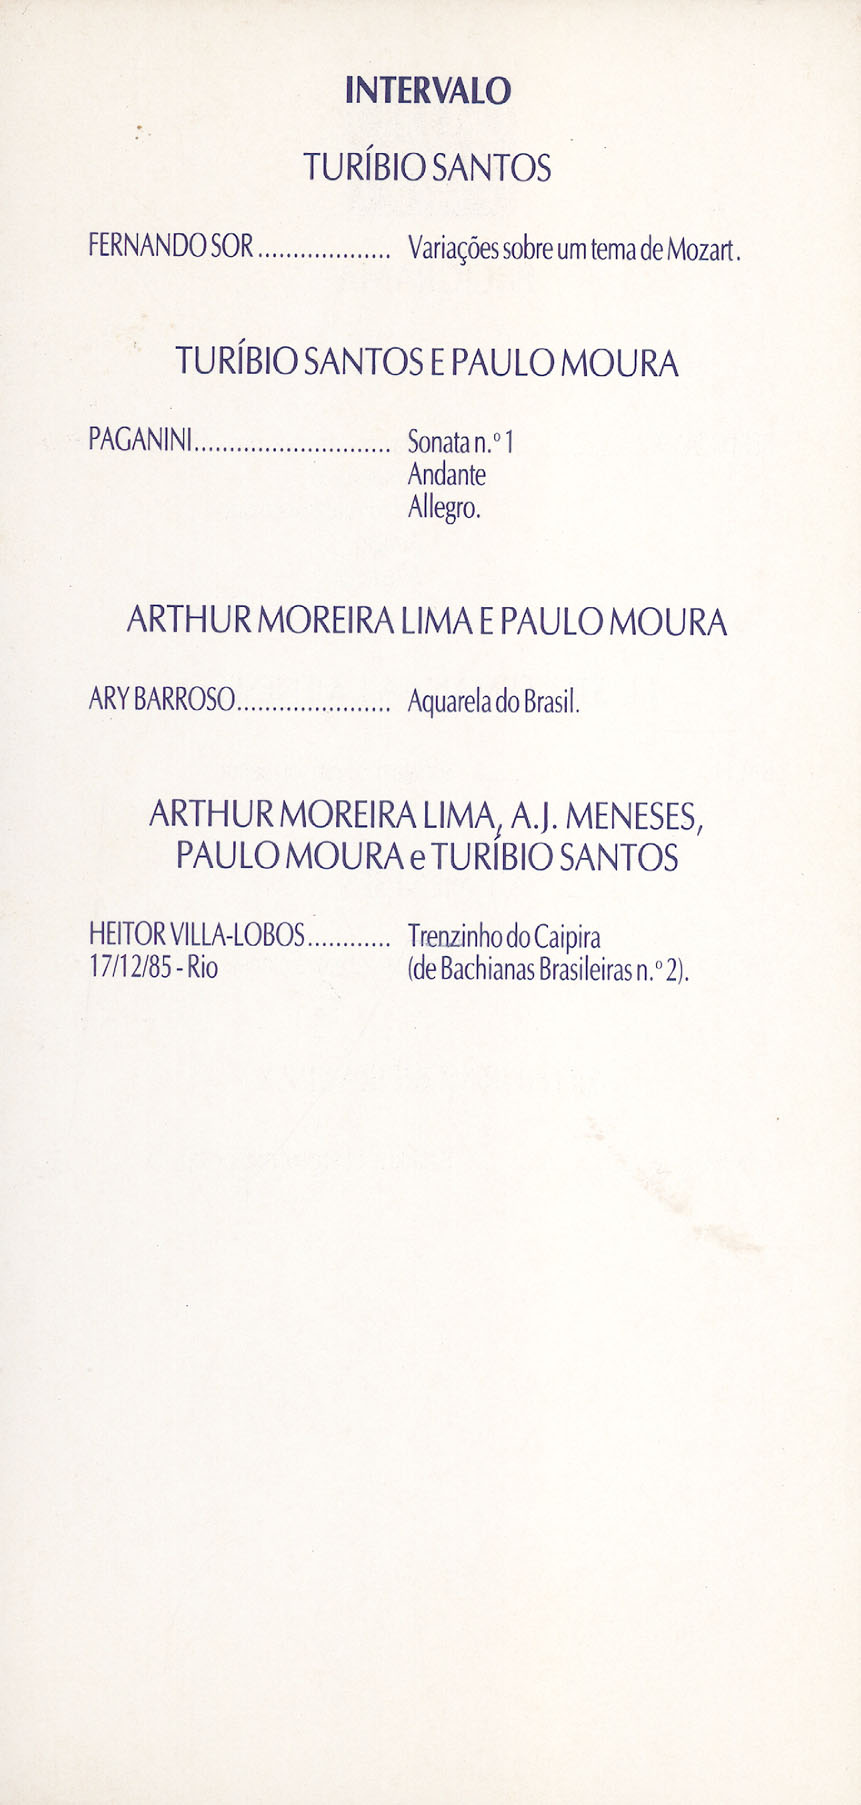 INTERVALO
TURÍBIO SANTOS
FERNANDO SOR ................... Variações sobre um tema de Mozart.
TURÍBIO SANTOS E PAULO MOURA
PAGANINI............................ Sonata n.º 1
Andante
Allegro.
ARTHUR MOREIRA LIMA E PAULO MOURA
ARY BARROSO...................... Aquarela do Brasil.
ARTHUR MOREIRA LIMA, A.J. MENESES,
PAULO MOURA e TURÍBIO SANTOS
HEITOR VILLA-LOBOS............ Trenzinho do Caipira
17/12/85 - Rio (de Bachianas Brasileiras n.º 2).